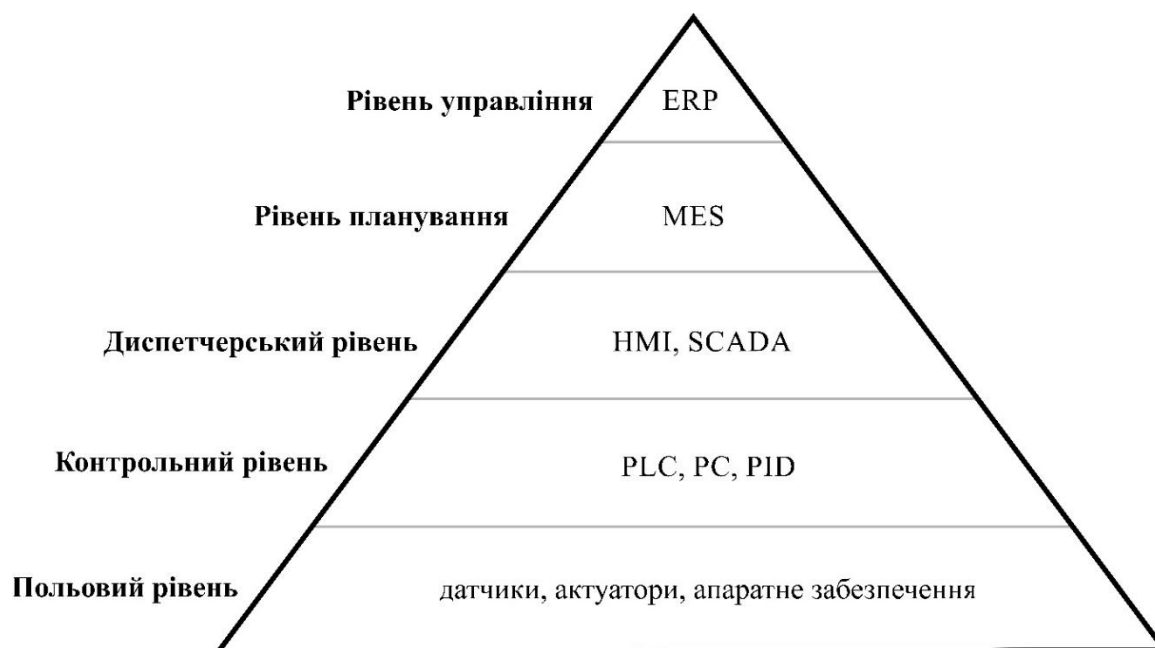 Рівень управління ERP
Рівень планування MES
Диспетчерський рівень HMI, SCADA
Контрольний рівень PLC, PC, PID
Польовий рівень датчики, актуатори, апаратне забезпечення